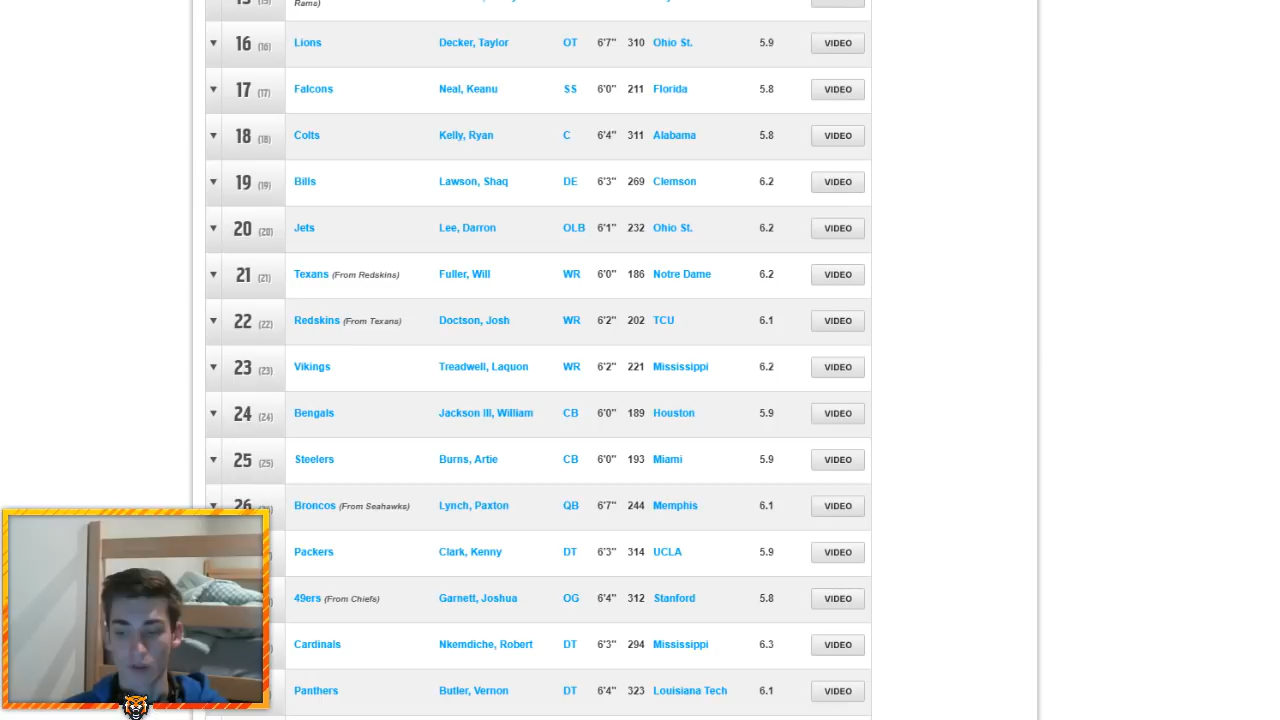 Rams)
16 (16) Lions Decker, Taylor OT 6'7" 310 Ohio St. 5.9 VIDEO
17 (17) Falcons Neal, Keanu SS 6'0" 211 Florida 5.8 VIDEO
18 (18) Colts Kelly, Ryan C 6'4" 311 Alabama 5.8 VIDEO
19 (19) Bills Lawson, Shaq DE 6'3" 269 Clemson 6.2 VIDEO
20 (20) Jets Lee, Darron OLB 6'1" 232 Ohio St. 6.2 VIDEO
21 (21) Texans (From Redskins) Fuller, Will WR 6'0" 186 Notre Dame 6.2 VIDEO
22 (22) Redskins (From Texans) Doctson, Josh WR 6'2" 202 TCU 6.1 VIDEO
23 (23) Vikings Treadwell, Laquon WR 6'2" 221 Mississippi 6.2 VIDEO
24 (24) Bengals Jackson III, William CB 6'0" 189 Houston 5.9 VIDEO
25 (25) Steelers Burns, Artie CB 6'0" 193 Miami 5.9 VIDEO
26 Broncos (From Seahawks) Lynch, Paxton QB 6'7" 244 Memphis 6.1 VIDEO
Packers Clark, Kenny DT 6'3" 314 UCLA 5.9 VIDEO
49ers (From Chiefs) Garnett, Joshua OG 6'4" 312 Stanford 5.8 VIDEO
Cardinals Nkemdiche, Robert DT 6'3" 294 Mississippi 6.3 VIDEO
Panthers Butler, Vernon DT 6'4" 323 Louisiana Tech 6.1 VIDEO